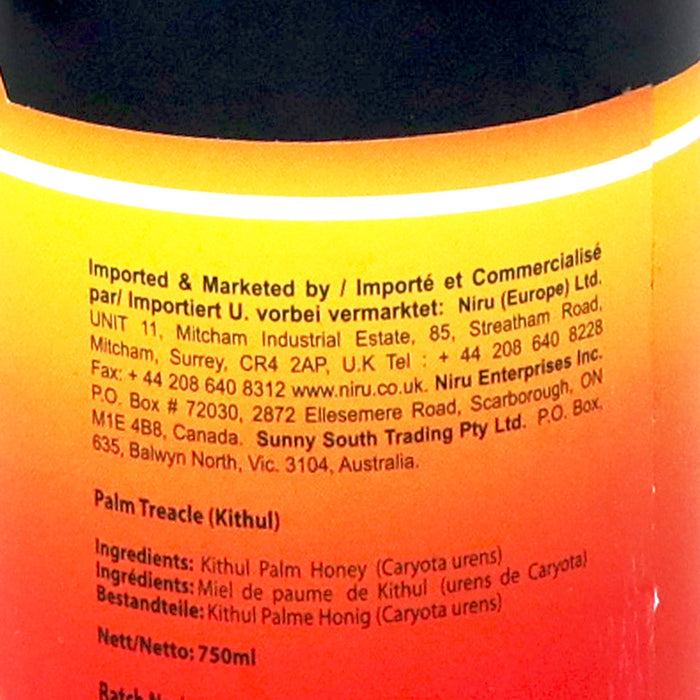 Imported & Marketed by / Importé et Commercialisé
par/ Importiert U. vorbei vermarktet: Niru (Europe) Ltd.
UNIT 11, Mitcham Industrial Estate, 85, Streatham Road,
Mitcham, Surrey, CR4 2AP, U.K Tel : + 44 208 640 8228
Fax: + 44 208 640 8312 www.niru.co.uk. Niru Enterprises Inc.
P.O. Box # 72030, 2872 Ellesemere Road, Scarborough, ON
M1E 4B8, Canada. Sunny South Trading Pty Ltd. P.O. Box,
635, Balwyn North, Vic. 3104, Australia.
Palm Treacle (Kithul)
Ingredients: Kithul Palm Honey (Caryota urens)
Ingrédients: Miel de paume de Kithul (urens de Caryota)
Bestandteile: Kithul Palme Honig (Caryota urens)
Nett/Netto: 750ml
Batch